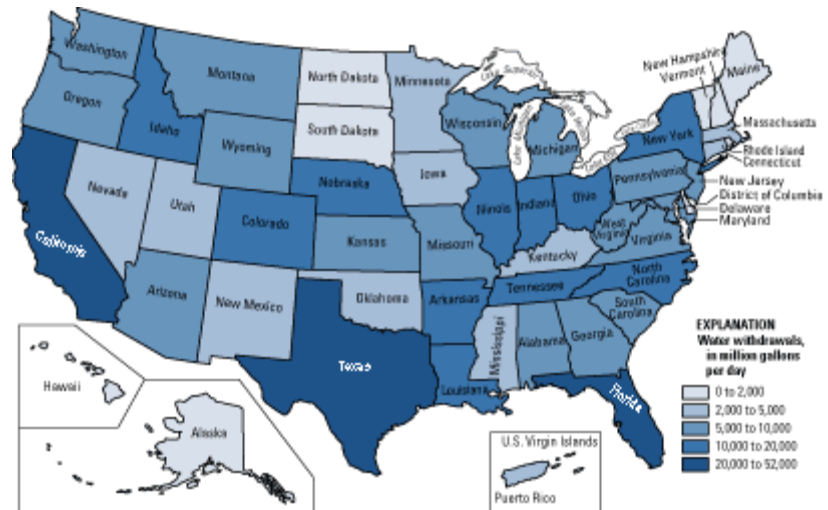 Washington
Montana
North Dakota
Minnesota
Lake Superior
New Hampshire
Vermont
Maine
Oregon
Idaho
Wyoming
South Dakota
Wisconsin
Michigan
New York
Massachusetts
Rhode Island
Connecticut
Nevada
Utah
Colorado
Nebraska
Iowa
Illinois
Indiana
Ohio
Pennsylvania
New Jersey
District of Columbia
Delaware
Maryland
California
Kansas
Missouri
Kentucky
West
Virginia
Virginia
Arizona
New Mexico
Oklahoma
Arkansas
Tennessee
North
Carolina
South
Carolina
Texas
Louisiana
Mississippi
Alabama
Georgia
Florida
Hawaii
Alaska
U.S. Virgin Islands
Puerto Rico
EXPLANATION
Water withdrawals,
in million gallons
per day
0 to 2,000
2,000 to 5,000
5,000 to 10,000
10,000 to 20,000
20,000 to 52,000